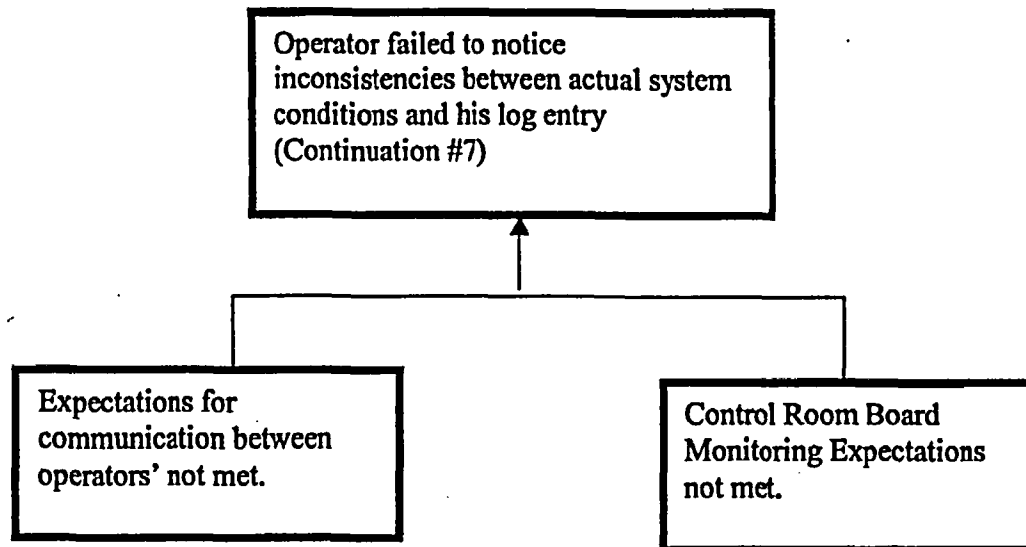 Operator failed to notice
inconsistencies between actual system
conditions and his log entry
(Continuation #7)
Expectations for
communication between
operators’ not met.
Control Room Board
Monitoring Expectations
not met.